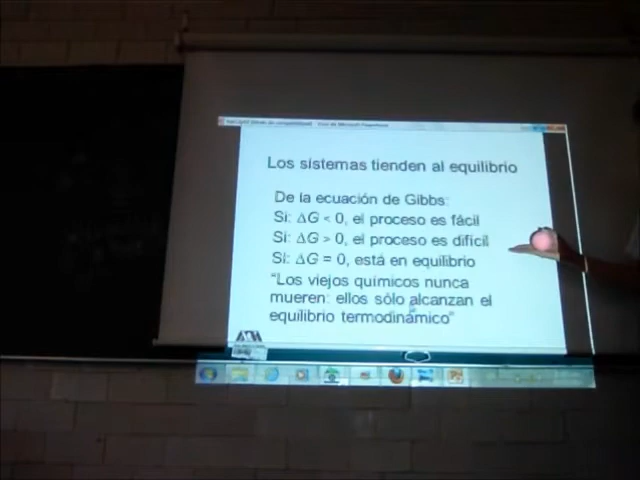 Los sistemas tienden al equilibrio
De la ecuación de Gibbs:
Si: ΔG < 0, el proceso es fácil
Si: ΔG > 0, el proceso es difícil
Si: ΔG = 0, está en equilibrio
"Los viejos químicos nunca
mueren: ellos sólo alcanzan el
equilibrio termodinámico"